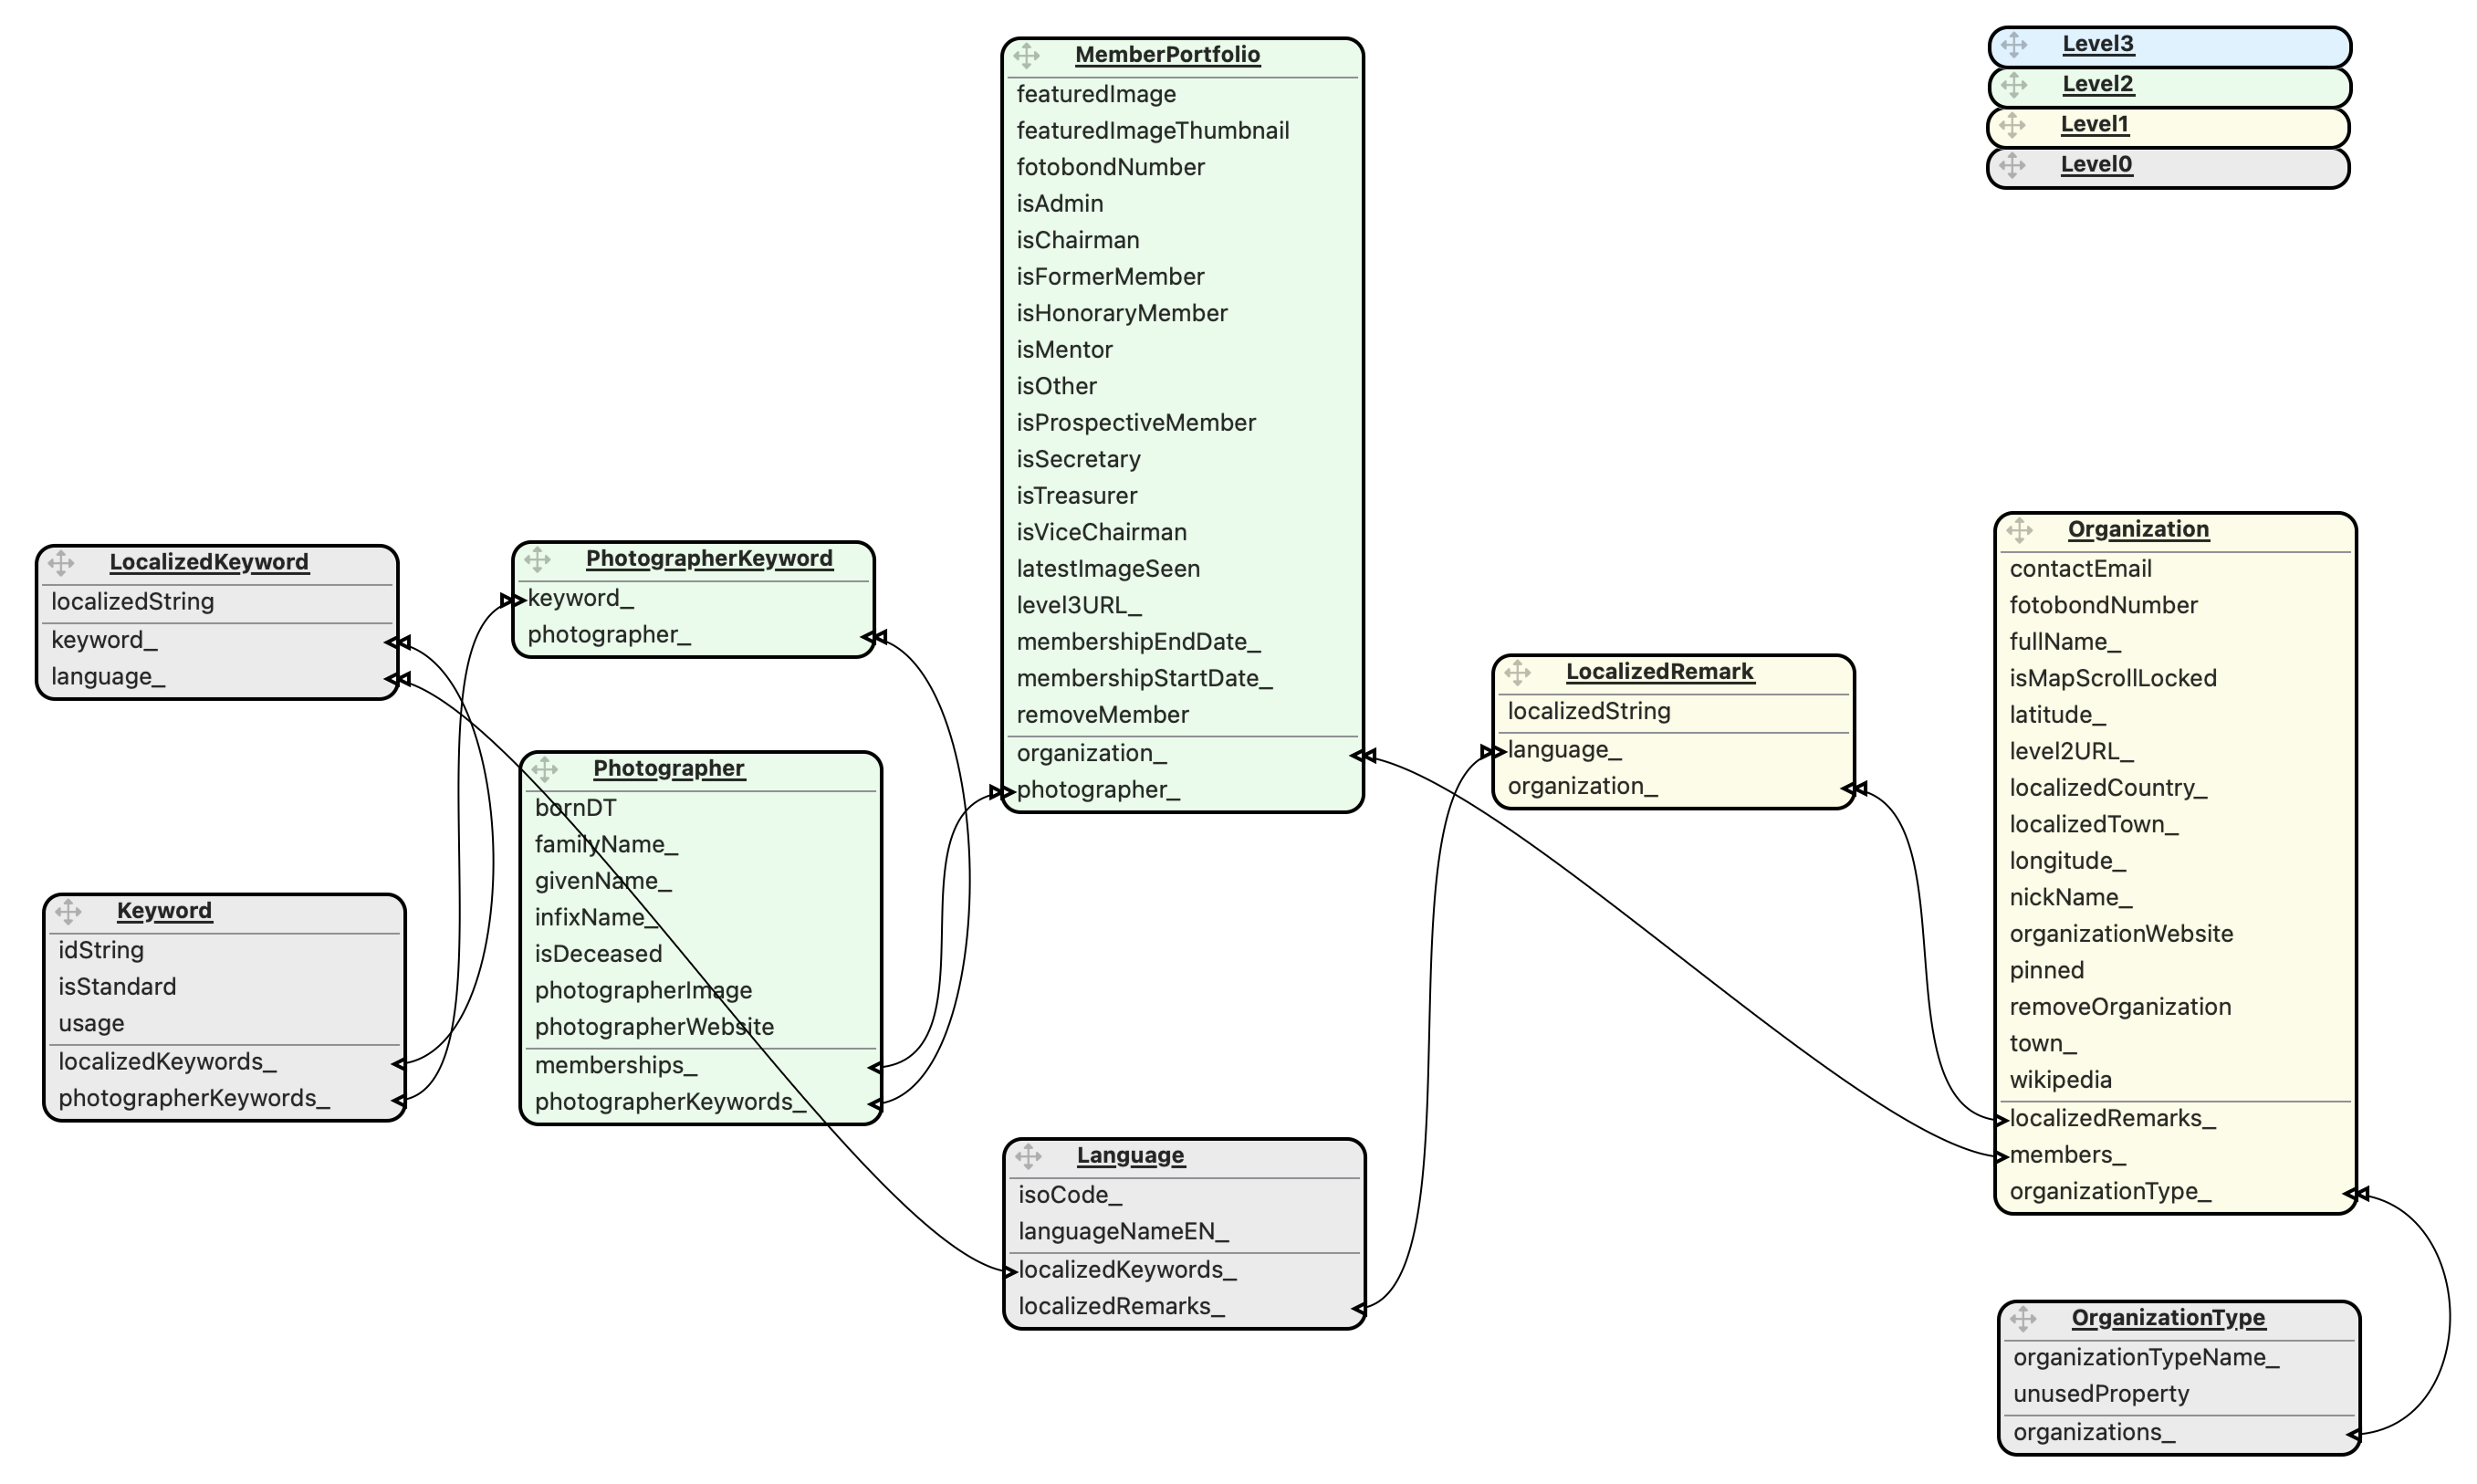 MemberPortfolio
featuredImage
featuredImageThumbnail
fotobondNumber
isAdmin
isChairman
isFormerMember
isHonoraryMember
isMentor
isOther
isProspectiveMember
isSecretary
isTreasurer
isViceChairman
latestImageSeen
level3URL_
membershipEndDate_
membershipStartDate_
removeMember
organization_
photographer_
Level3
Level2
Level1
Level0
LocalizedKeyword
localizedString
keyword_
language_
PhotographerKeyword
keyword_
photographer_
Keyword
idString
isStandard
usage
localizedKeywords_
photographerKeywords_
Photographer
bornDT
familyName_
givenName_
infixName_
isDeceased
photographerImage
photographerWebsite
memberships_
photographerKeywords_
Language
isoCode_
languageNameEN_
localizedKeywords_
localizedRemarks_
LocalizedRemark
localizedString
language_
organization_
Organization
contactEmail
fotobondNumber
fullName_
isMapScrollLocked
latitude_
level2URL_
localizedCountry_
localizedTown_
longitude_
nickName_
organizationWebsite
pinned
removeOrganization
town_
wikipedia
localizedRemarks_
members_
organizationType_
OrganizationType
organizationTypeName_
unusedProperty
organizations_